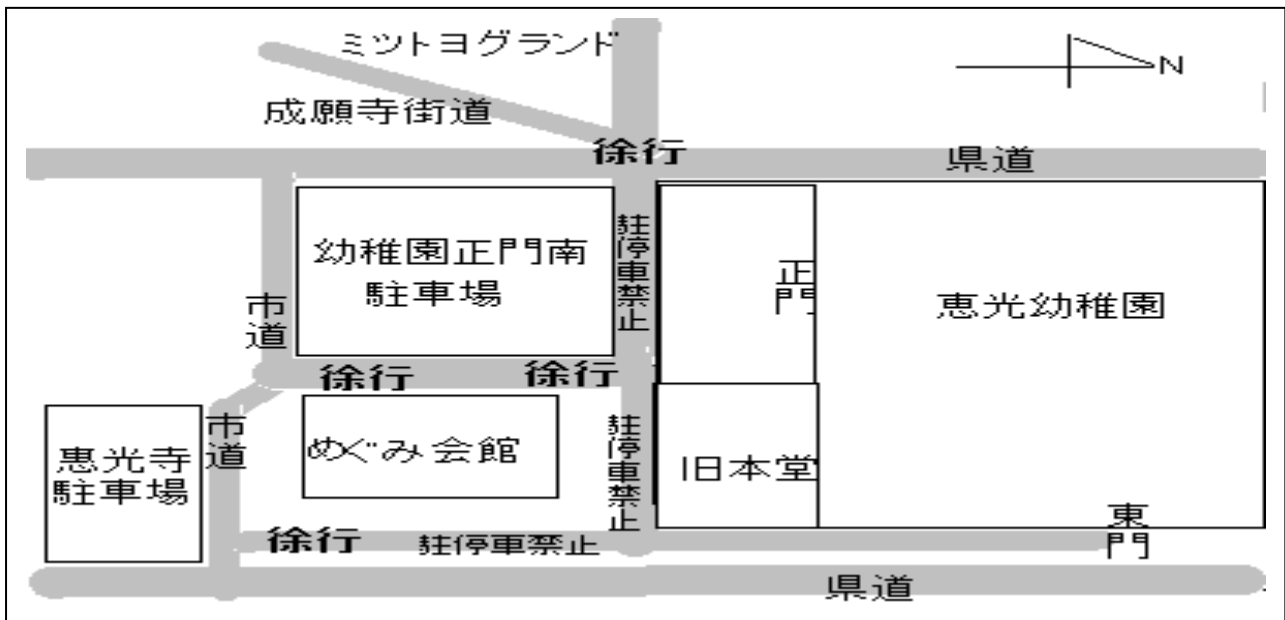 ミツトヨグランド
N
成願寺街道
徐行
県道
幼稚園正門南
駐車場
駐停車禁止
正門
恵光幼稚園
市道
徐行
徐行
恵光寺
駐車場
市道
めぐみ会館
駐停車禁止
旧本堂
東門
徐行
駐停車禁止
県道